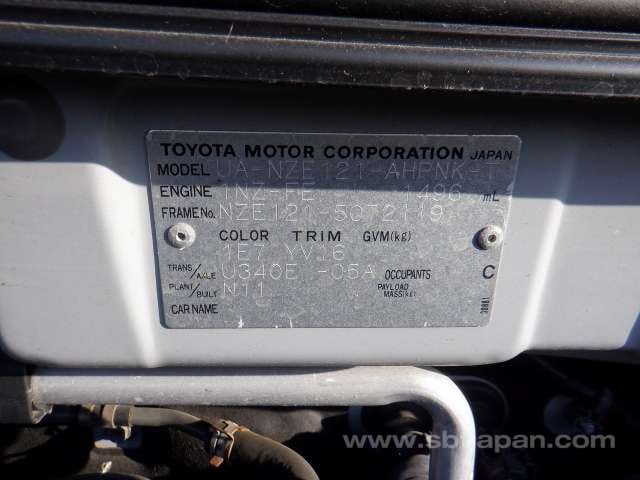 TOYOTA MOTOR CORPORATION JAPAN
MODEL UA-NZE121-AHPNK-T
ENGINE 1NZ-FE 1496 mL
FRAME No. NZE121-5072119
COLOR TRIM GVM(kg)
1E7 YV16
TRANS/AXLE U340E -05A OCCUPANTS C
PLANT/BUILT N11 PAYLOAD MASS(KG)
CAR NAME
www.sbtjapan.com